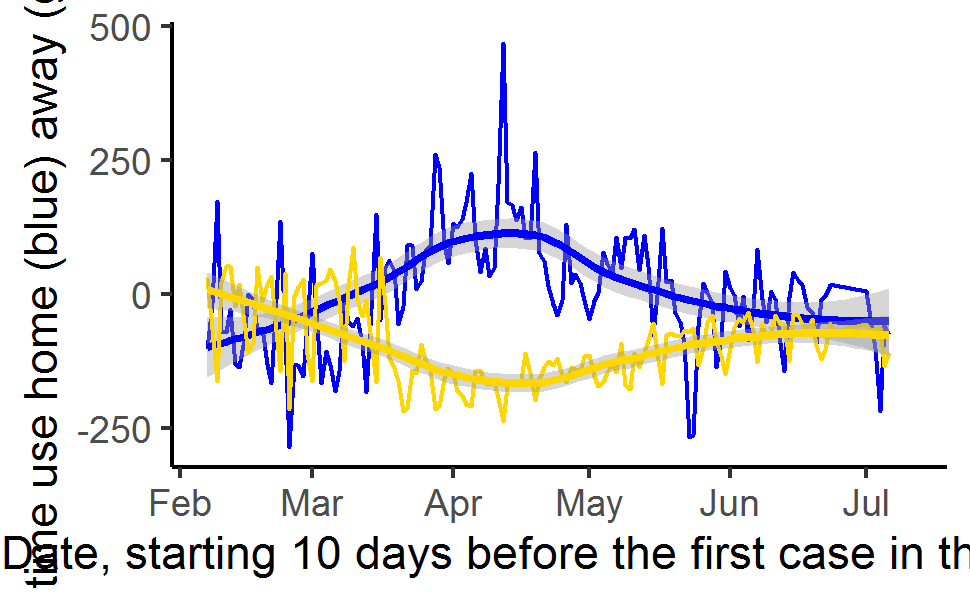 time use home (blue) away (
500
250
0
-250
Feb Mar Apr May Jun Jul
Date, starting 10 days before the first case in th